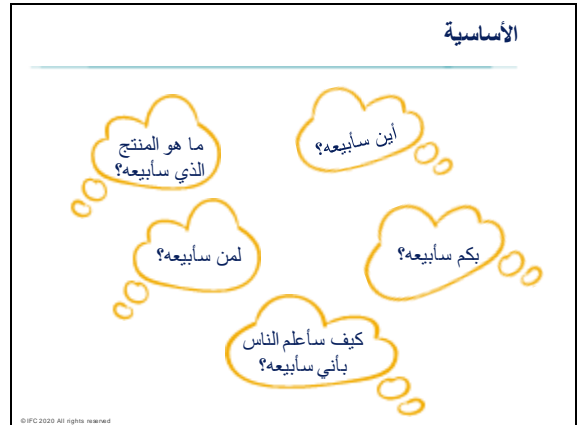 الأساسية
ما هو المنتج
الذي سأبيعه؟
أين سأبيعه؟
لمن سأبيعه؟
بكم سأبيعه؟
كيف سأعلم الناس
بأني سأبيعه؟
© IFC 2020 All rights reserved